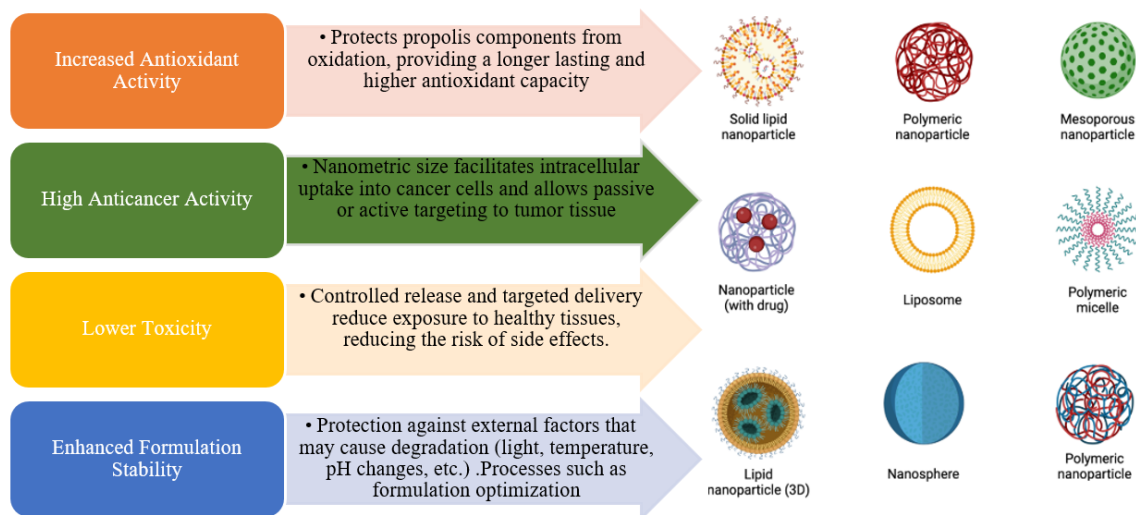 Increased Antioxidant
Activity
• Protects propolis components from
oxidation, providing a longer lasting and
higher antioxidant capacity
High Anticancer Activity
• Nanometric size facilitates intracellular
uptake into cancer cells and allows passive
or active targeting to tumor tissue
Lower Toxicity
• Controlled release and targeted delivery
reduce exposure to healthy tissues,
reducing the risk of side effects.
Enhanced Formulation
Stability
• Protection against external factors that
may cause degradation (light, temperature,
pH changes, etc.) .Processes such as
formulation optimization
Solid lipid
nanoparticle
Polymeric
nanoparticle
Mesoporous
nanoparticle
Nanoparticle
(with drug)
Liposome
Polymeric
micelle
Lipid
nanoparticle (3D)
Nanosphere
Polymeric
nanoparticle